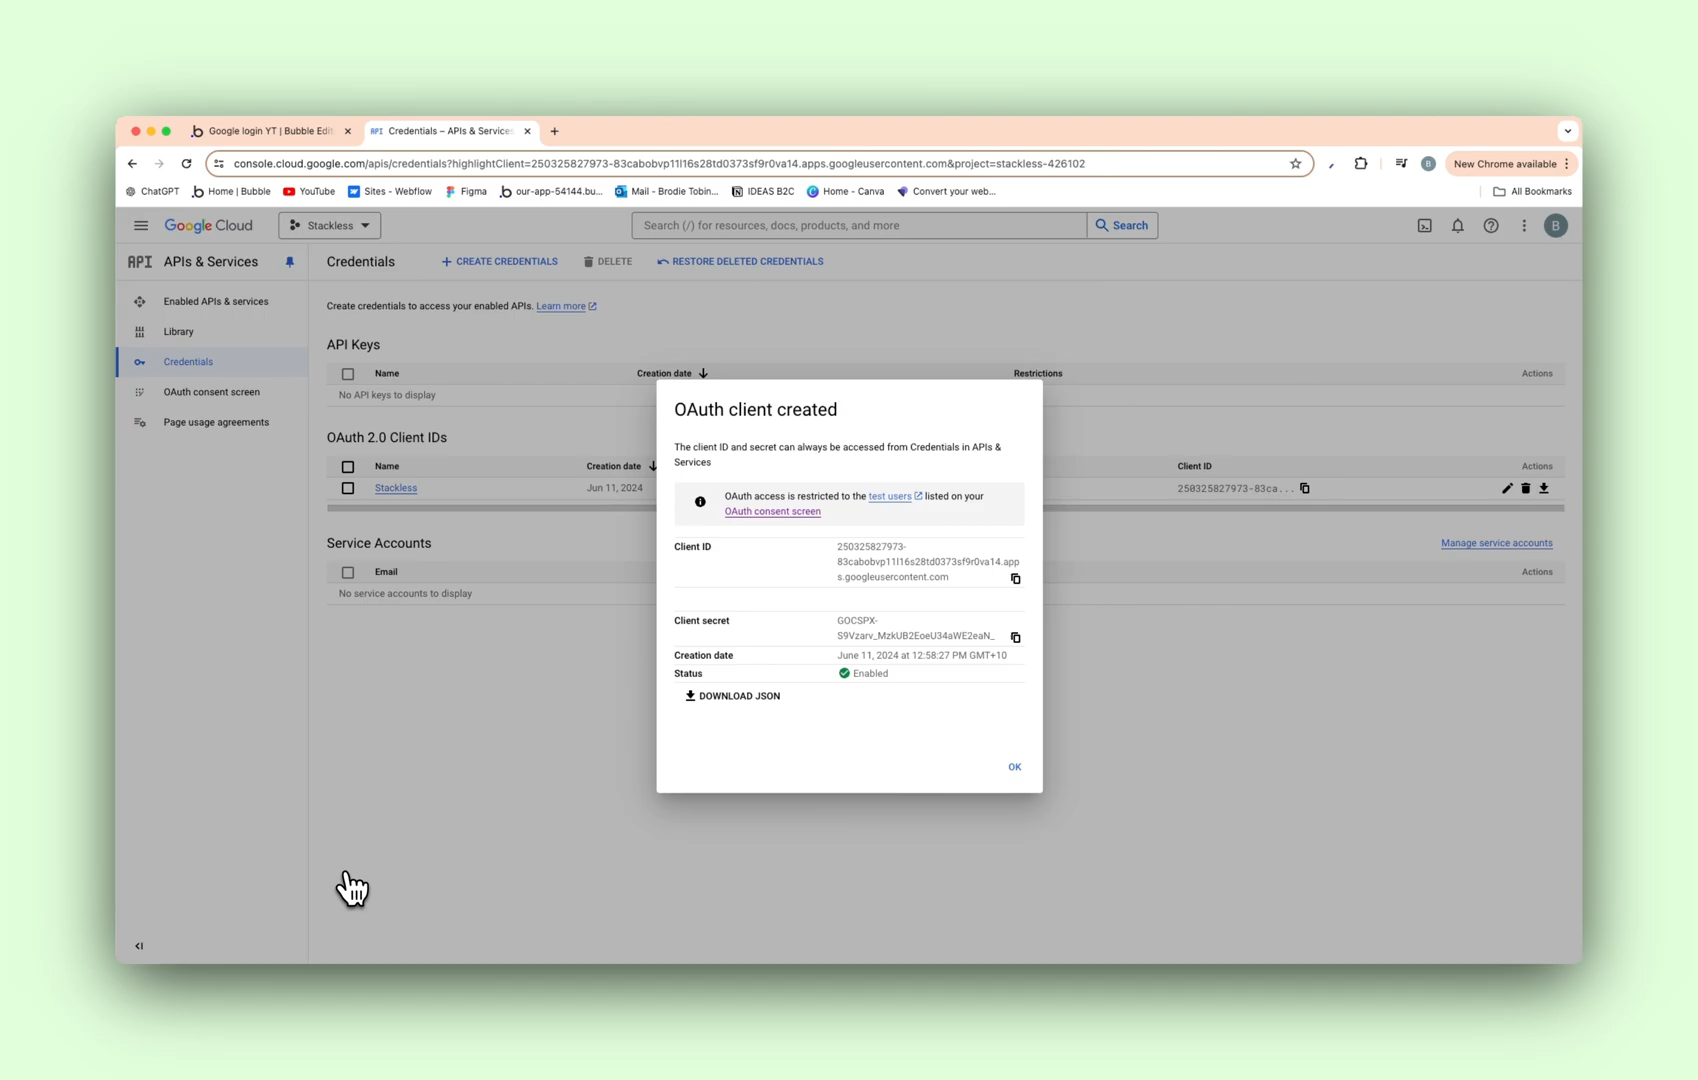 Google login YT | Bubble Edit
Credentials – APIs & Services
console.cloud.google.com/apis/credentials?highlightClient=250325827973-83cabobvp11l16s28td0373sf9r0va14.apps.googleusercontent.com&project=stackless-426102
B
New Chrome available
ChatGPT
Home | Bubble
YouTube
Sites - Webflow
Figma
our-app-54144.bu...
Mail - Brodie Tobin...
IDEAS B2C
Home - Canva
Convert your web...
All Bookmarks
Google Cloud
Stackless
Search (/) for resources, docs, products, and more
Search
B
API APIs & Services
Credentials
CREATE CREDENTIALS
DELETE
RESTORE DELETED CREDENTIALS
Enabled APIs & services
Library
Credentials
OAuth consent screen
Page usage agreements
Create credentials to access your enabled APIs. Learn more
API Keys
Name Creation date Restrictions Actions
No API keys to display
OAuth 2.0 Client IDs
Name Creation date Client ID Actions
Stackless Jun 11, 2024 250325827973-83ca...
Service Accounts
Manage service accounts
Email Actions
No service accounts to display
OAuth client created
The client ID and secret can always be accessed from Credentials in APIs &
Services
OAuth access is restricted to the test users listed on your
OAuth consent screen
Client ID 250325827973-
83cabobvp11l16s28td0373sf9r0va14.app
s.googleusercontent.com
Client secret GOCSPX-
S9Vzarv_MzkUB2EoeU34aWE2eaN_
Creation date June 11, 2024 at 12:58:27 PM GMT+10
Status Enabled
DOWNLOAD JSON
OK